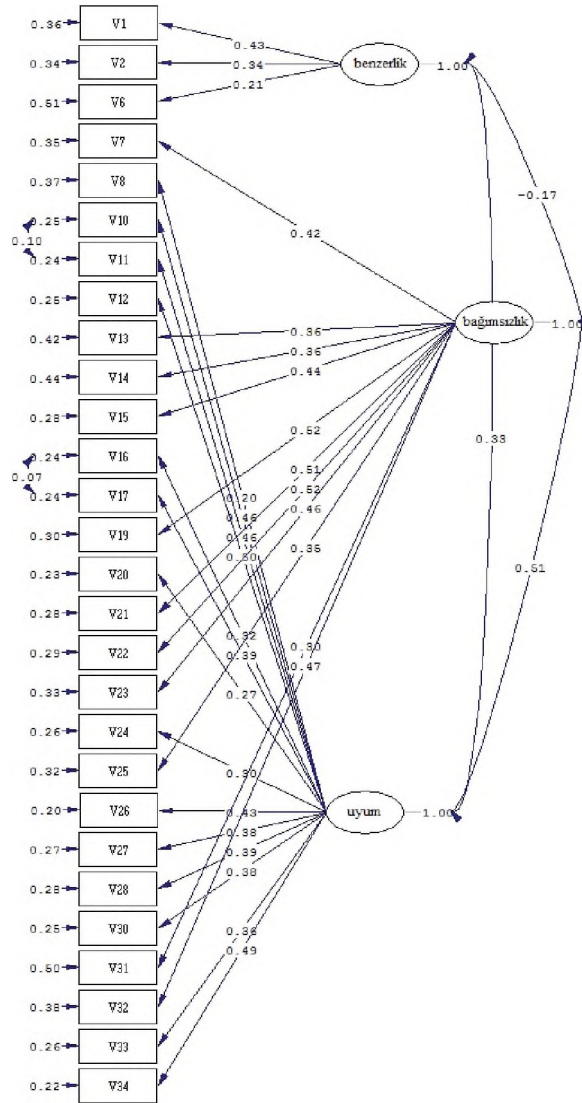 0.36 V1
0.43
0.34 V2
0.34 benzerlik 1.00
0.21
0.51 V6
0.35 V7
0.37 V8
-0.17
0.25 V10
0.10
0.42
0.24 V11
0.25 V12
bağımsızlık 1.00
0.42 V13
0.36
0.36
0.44 V14
0.44
0.28 V15
0.52
0.33
0.24 V16
0.07
0.51
0.24 V17
0.52
0.20
0.46
0.46
0.30 V19
0.46
0.35
0.50
0.23 V20
0.51
0.28 V21
0.32
0.30
0.29 V22
0.39
0.47
0.33 V23
0.27
0.26 V24
0.32 V25
0.30
0.20 V26
0.43 uyum 1.00
0.38
0.27 V27
0.39
0.28 V28
0.38
0.25 V30
0.36
0.49
0.50 V31
0.38 V32
0.26 V33
0.22 V34